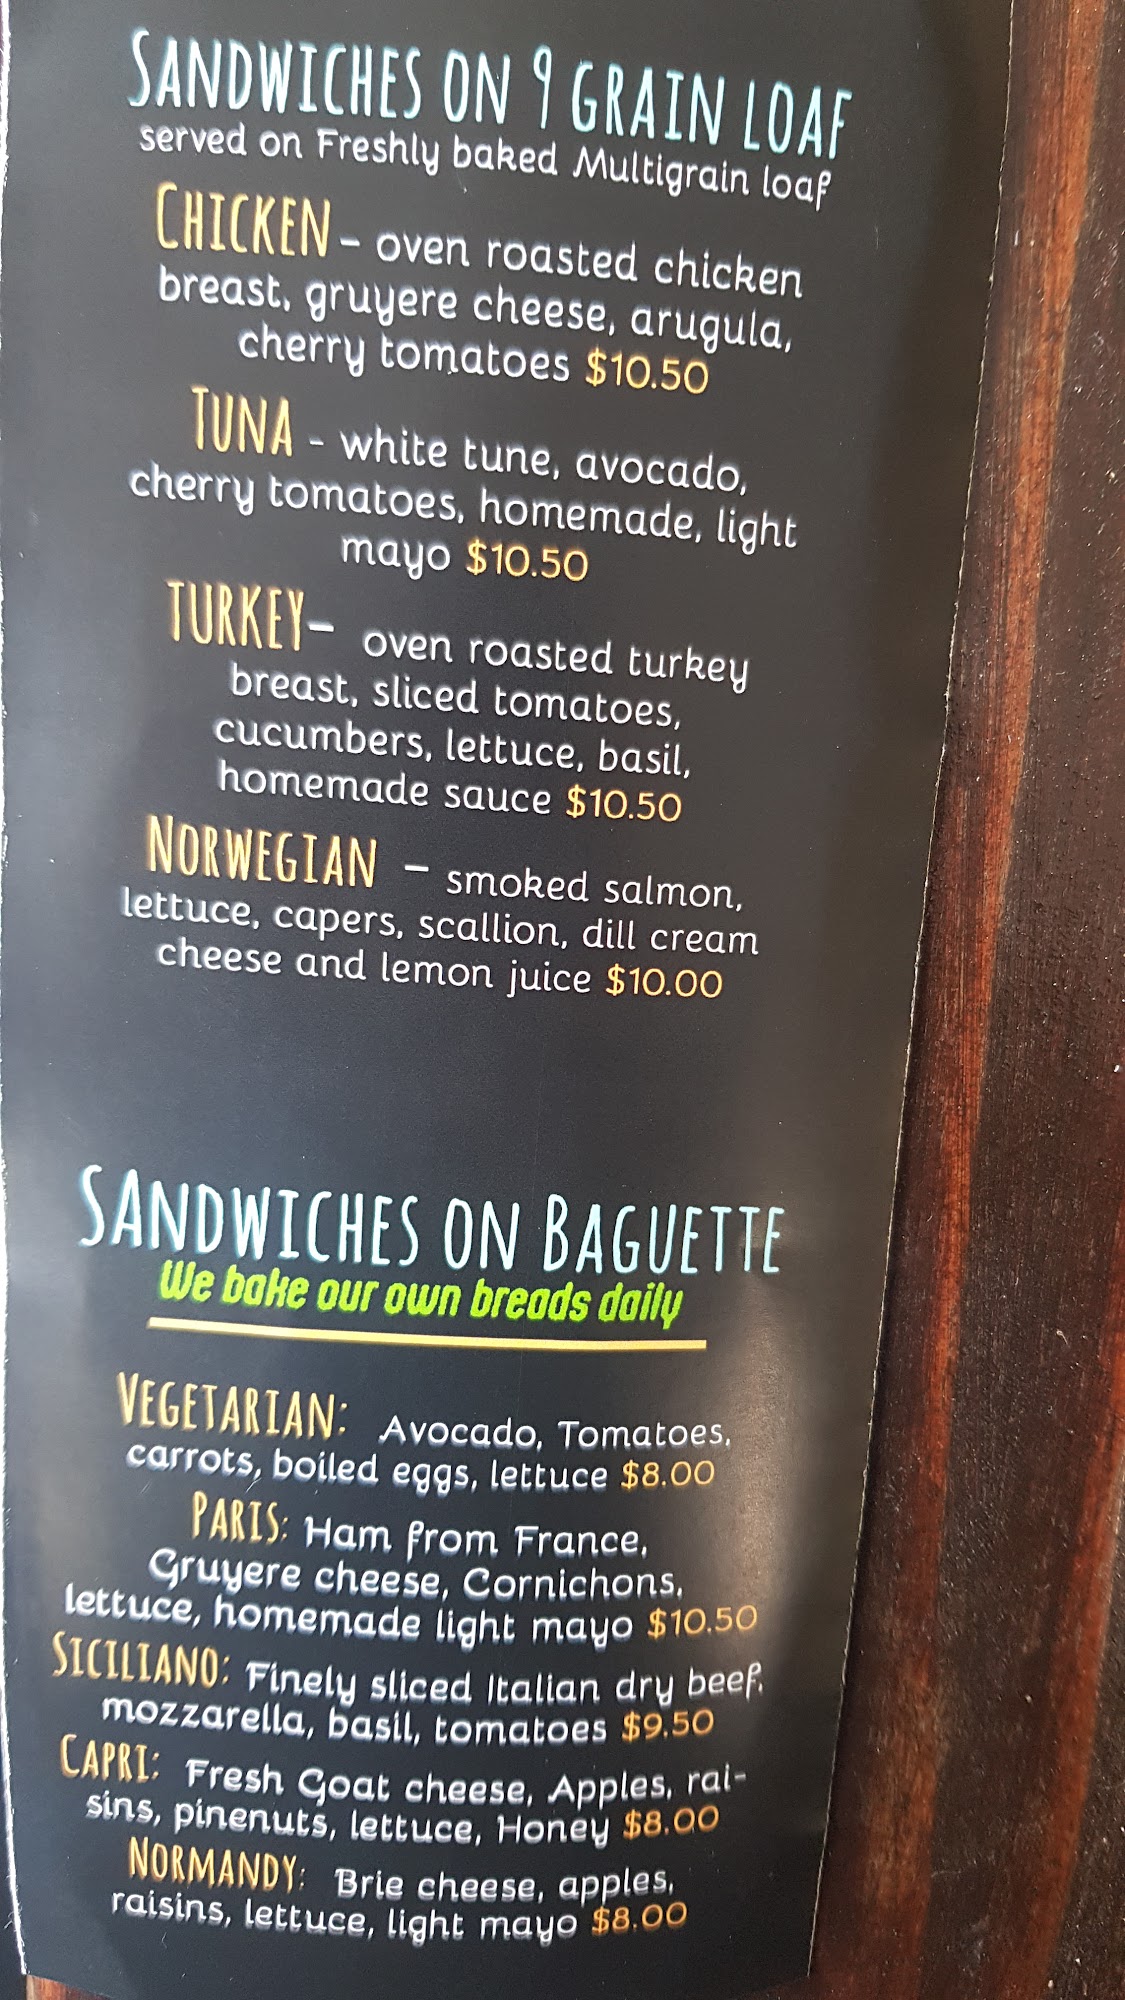 SANDWICHES ON 9 GRAIN LOAF
served on Freshly baked Multigrain loaf
CHICKEN – oven roasted chicken
breast, gruyere cheese, arugula,
cherry tomatoes $10.50
TUNA - white tune, avocado,
cherry tomatoes, homemade, light
mayo $10.50
TURKEY– oven roasted turkey
breast, sliced tomatoes,
cucumbers, lettuce, basil,
homemade sauce $10.50
NORWEGIAN – smoked salmon,
lettuce, capers, scallion, dill cream
cheese and lemon juice $10.00
SANDWICHES ON BAGUETTE
We bake our own breads daily
VEGETARIAN: Avocado, Tomatoes,
carrots, boiled eggs, lettuce $8.00
PARIS: Ham from France,
Gruyere cheese, Cornichons,
lettuce, homemade light mayo $10.50
SICILIANO: Finely sliced Italian dry beef,
mozzarella, basil, tomatoes $9.50
CAPRI: Fresh Goat cheese, Apples, rai-
sins, pinenuts, lettuce, Honey $8.00
NORMANDY: Brie cheese, apples,
raisins, lettuce, light mayo $8.00